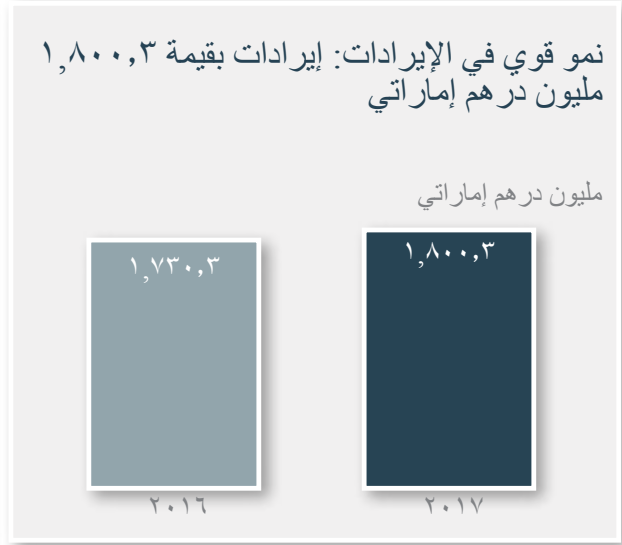 نمو قوي في الإيرادات: إيرادات بقيمة ١,٨٠٠,٣
مليون درهم إماراتي
مليون درهم إماراتي
١,٨٠٠,٣
١,٧٣٠,٣
٢٠١٧
٢٠١٦